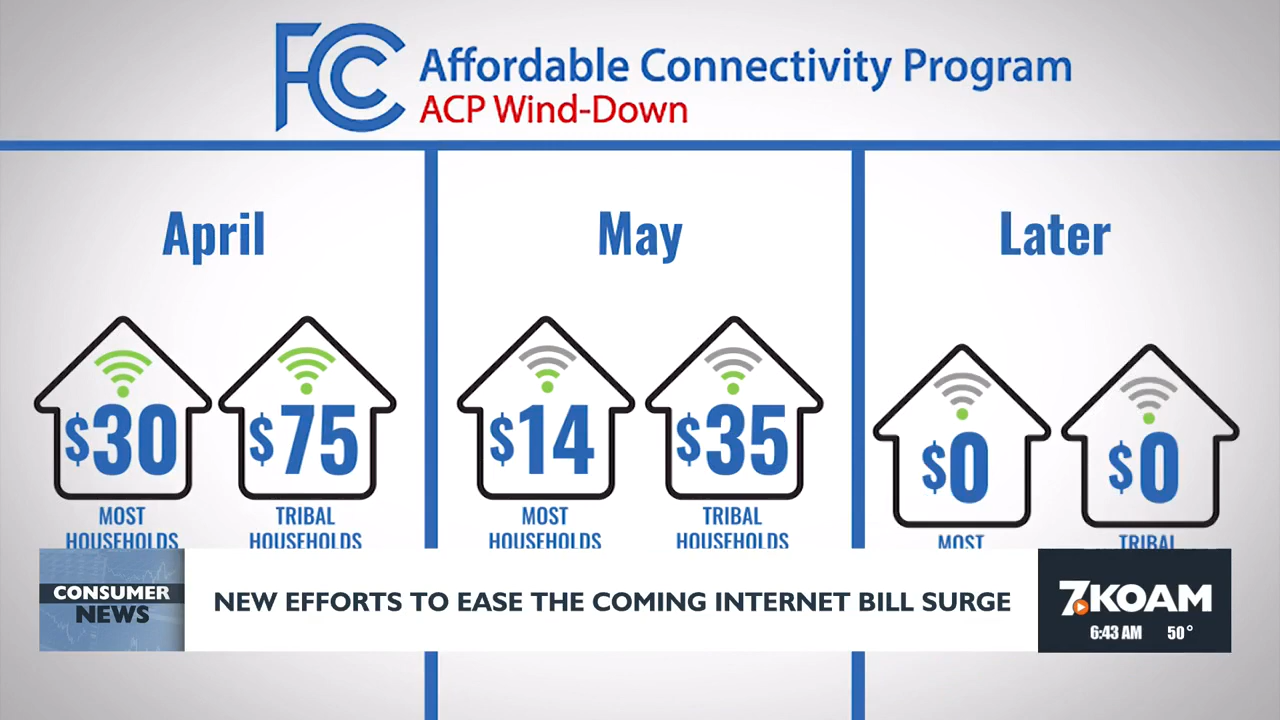 FCC Affordable Connectivity Program
ACP Wind-Down
April
May
Later
$30
$75
$14
$35
$0
$0
MOST
HOUSEHOLDS
TRIBAL
HOUSEHOLDS
MOST
HOUSEHOLDS
TRIBAL
HOUSEHOLDS
MOST
TRIBAL
CONSUMER
NEWS
NEW EFFORTS TO EASE THE COMING INTERNET BILL SURGE
7KOAM
6:43 AM 50°